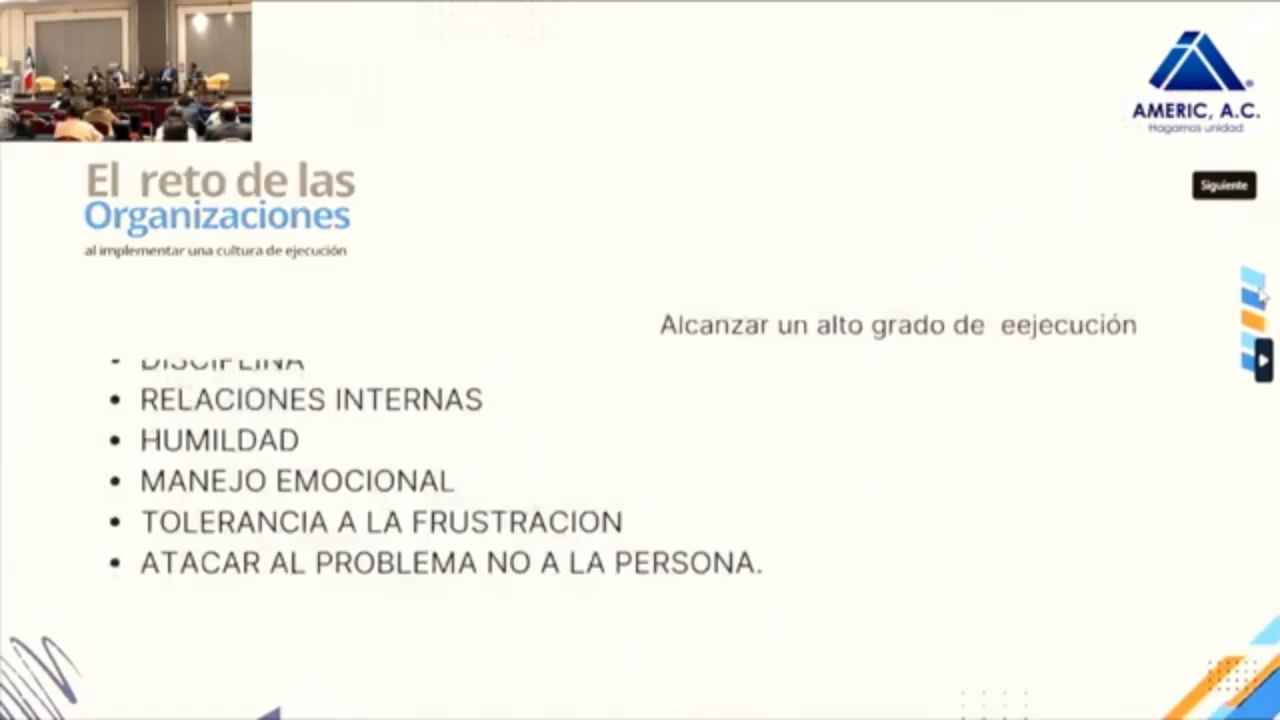 AMERIC, A.C.
Hagamos unidad
El reto de las
Organizaciones
al implementar una cultura de ejecución
Siguiente
Alcanzar un alto grado de eejecución
• DISCIPLINA
• RELACIONES INTERNAS
• HUMILDAD
• MANEJO EMOCIONAL
• TOLERANCIA A LA FRUSTRACION
• ATACAR AL PROBLEMA NO A LA PERSONA.